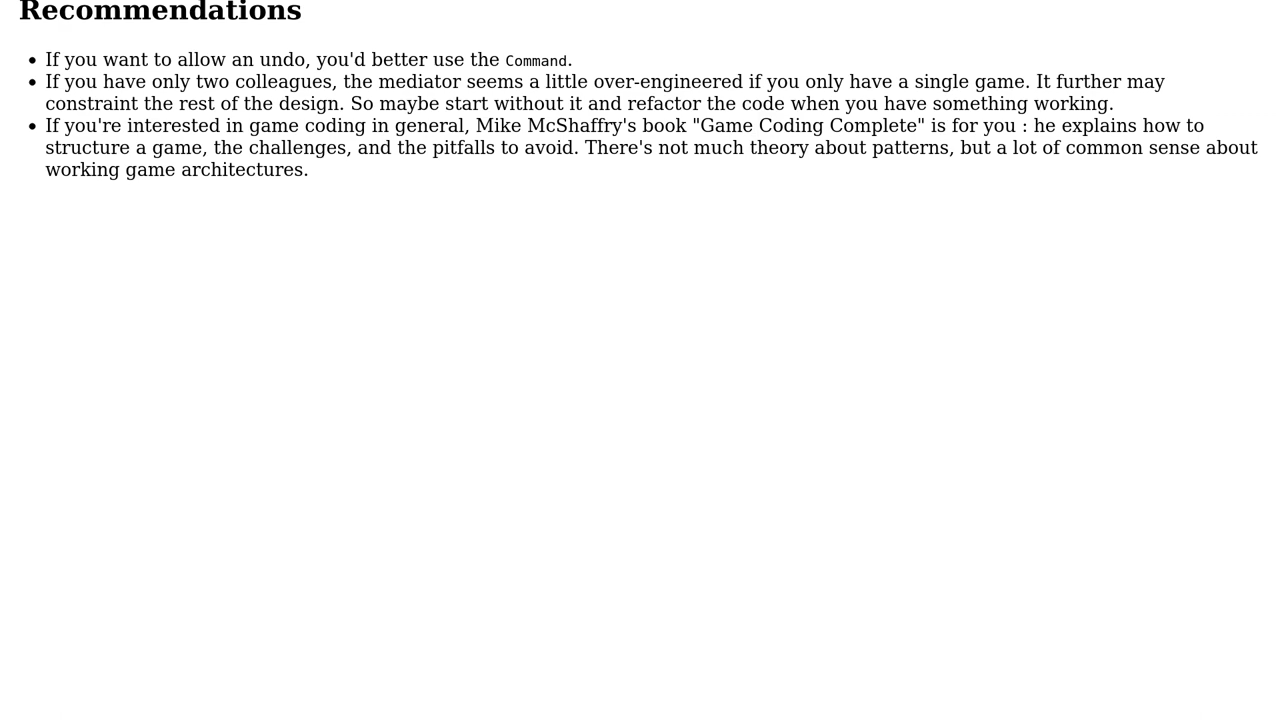 Recommendations
If you want to allow an undo, you'd better use the Command.
If you have only two colleagues, the mediator seems a little over-engineered if you only have a single game. It further may
constraint the rest of the design. So maybe start without it and refactor the code when you have something working.
If you're interested in game coding in general, Mike McShaffry's book "Game Coding Complete" is for you : he explains how to
structure a game, the challenges, and the pitfalls to avoid. There's not much theory about patterns, but a lot of common sense about
working game architectures.